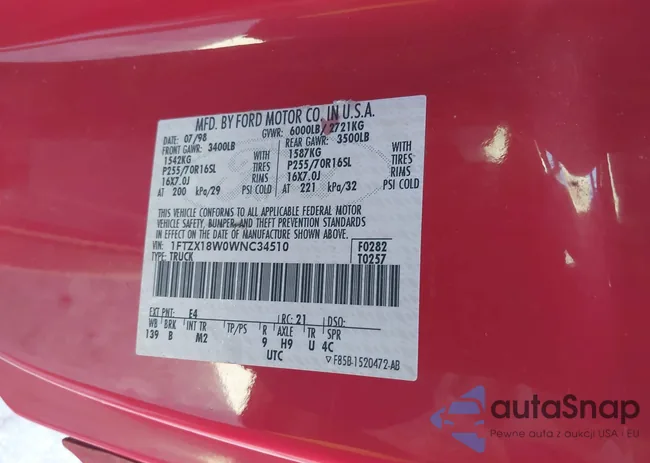 MFD. BY FORD MOTOR CO. IN U.S.A.
DATE: 07/98 GVWR: 6000LB/ 2721KG
FRONT GAWR: 3400LB REAR GAWR: 3500LB
1542KG WITH 1587KG WITH
P255/70R16SL TIRES P255/70R16SL TIRES
16X7.0J RIMS 16X7.0J RIMS
AT 200 kPa/29 PSI COLD AT 221 kPa/32 PSI COLD
THIS VEHICLE CONFORMS TO ALL APPLICABLE FEDERAL MOTOR
VEHICLE SAFETY, BUMPER, AND THEFT PREVENTION STANDARDS
IN EFFECT ON THE DATE OF MANUFACTURE SHOWN ABOVE.
VIN: 1FTZX18W0WNC34510 F0282
TYPE: TRUCK T0257
EXT PNT: E4 RC: 21 DSO:
WB BRK INT TR TP/PS R AXLE TR SPR
139 B M2 9 H9 U 4C
UTC ▽ F85B-1520472-AB
autoSnap
Pewne auta z aukcji USA i EU